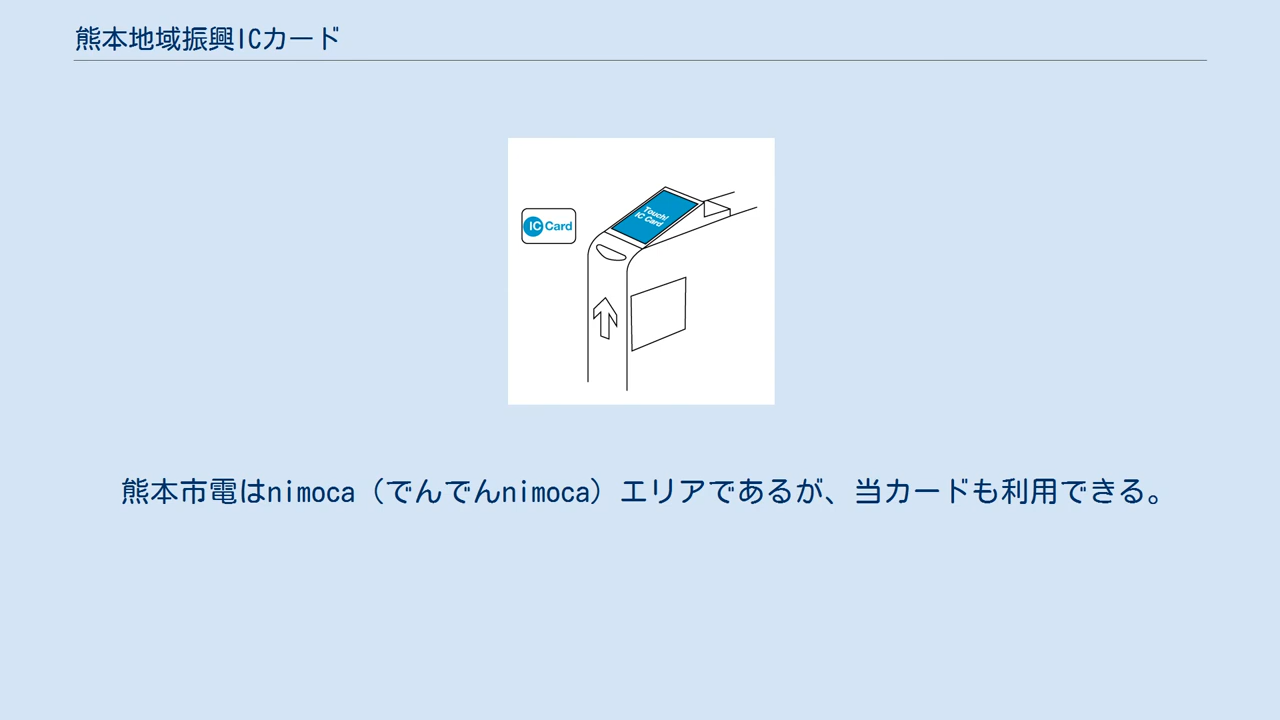 熊本地域振興ICカード
Touch!
IC Card
IC Card
熊本市電はnimoca（でんでんnimoca）エリアであるが、当カードも利用できる。